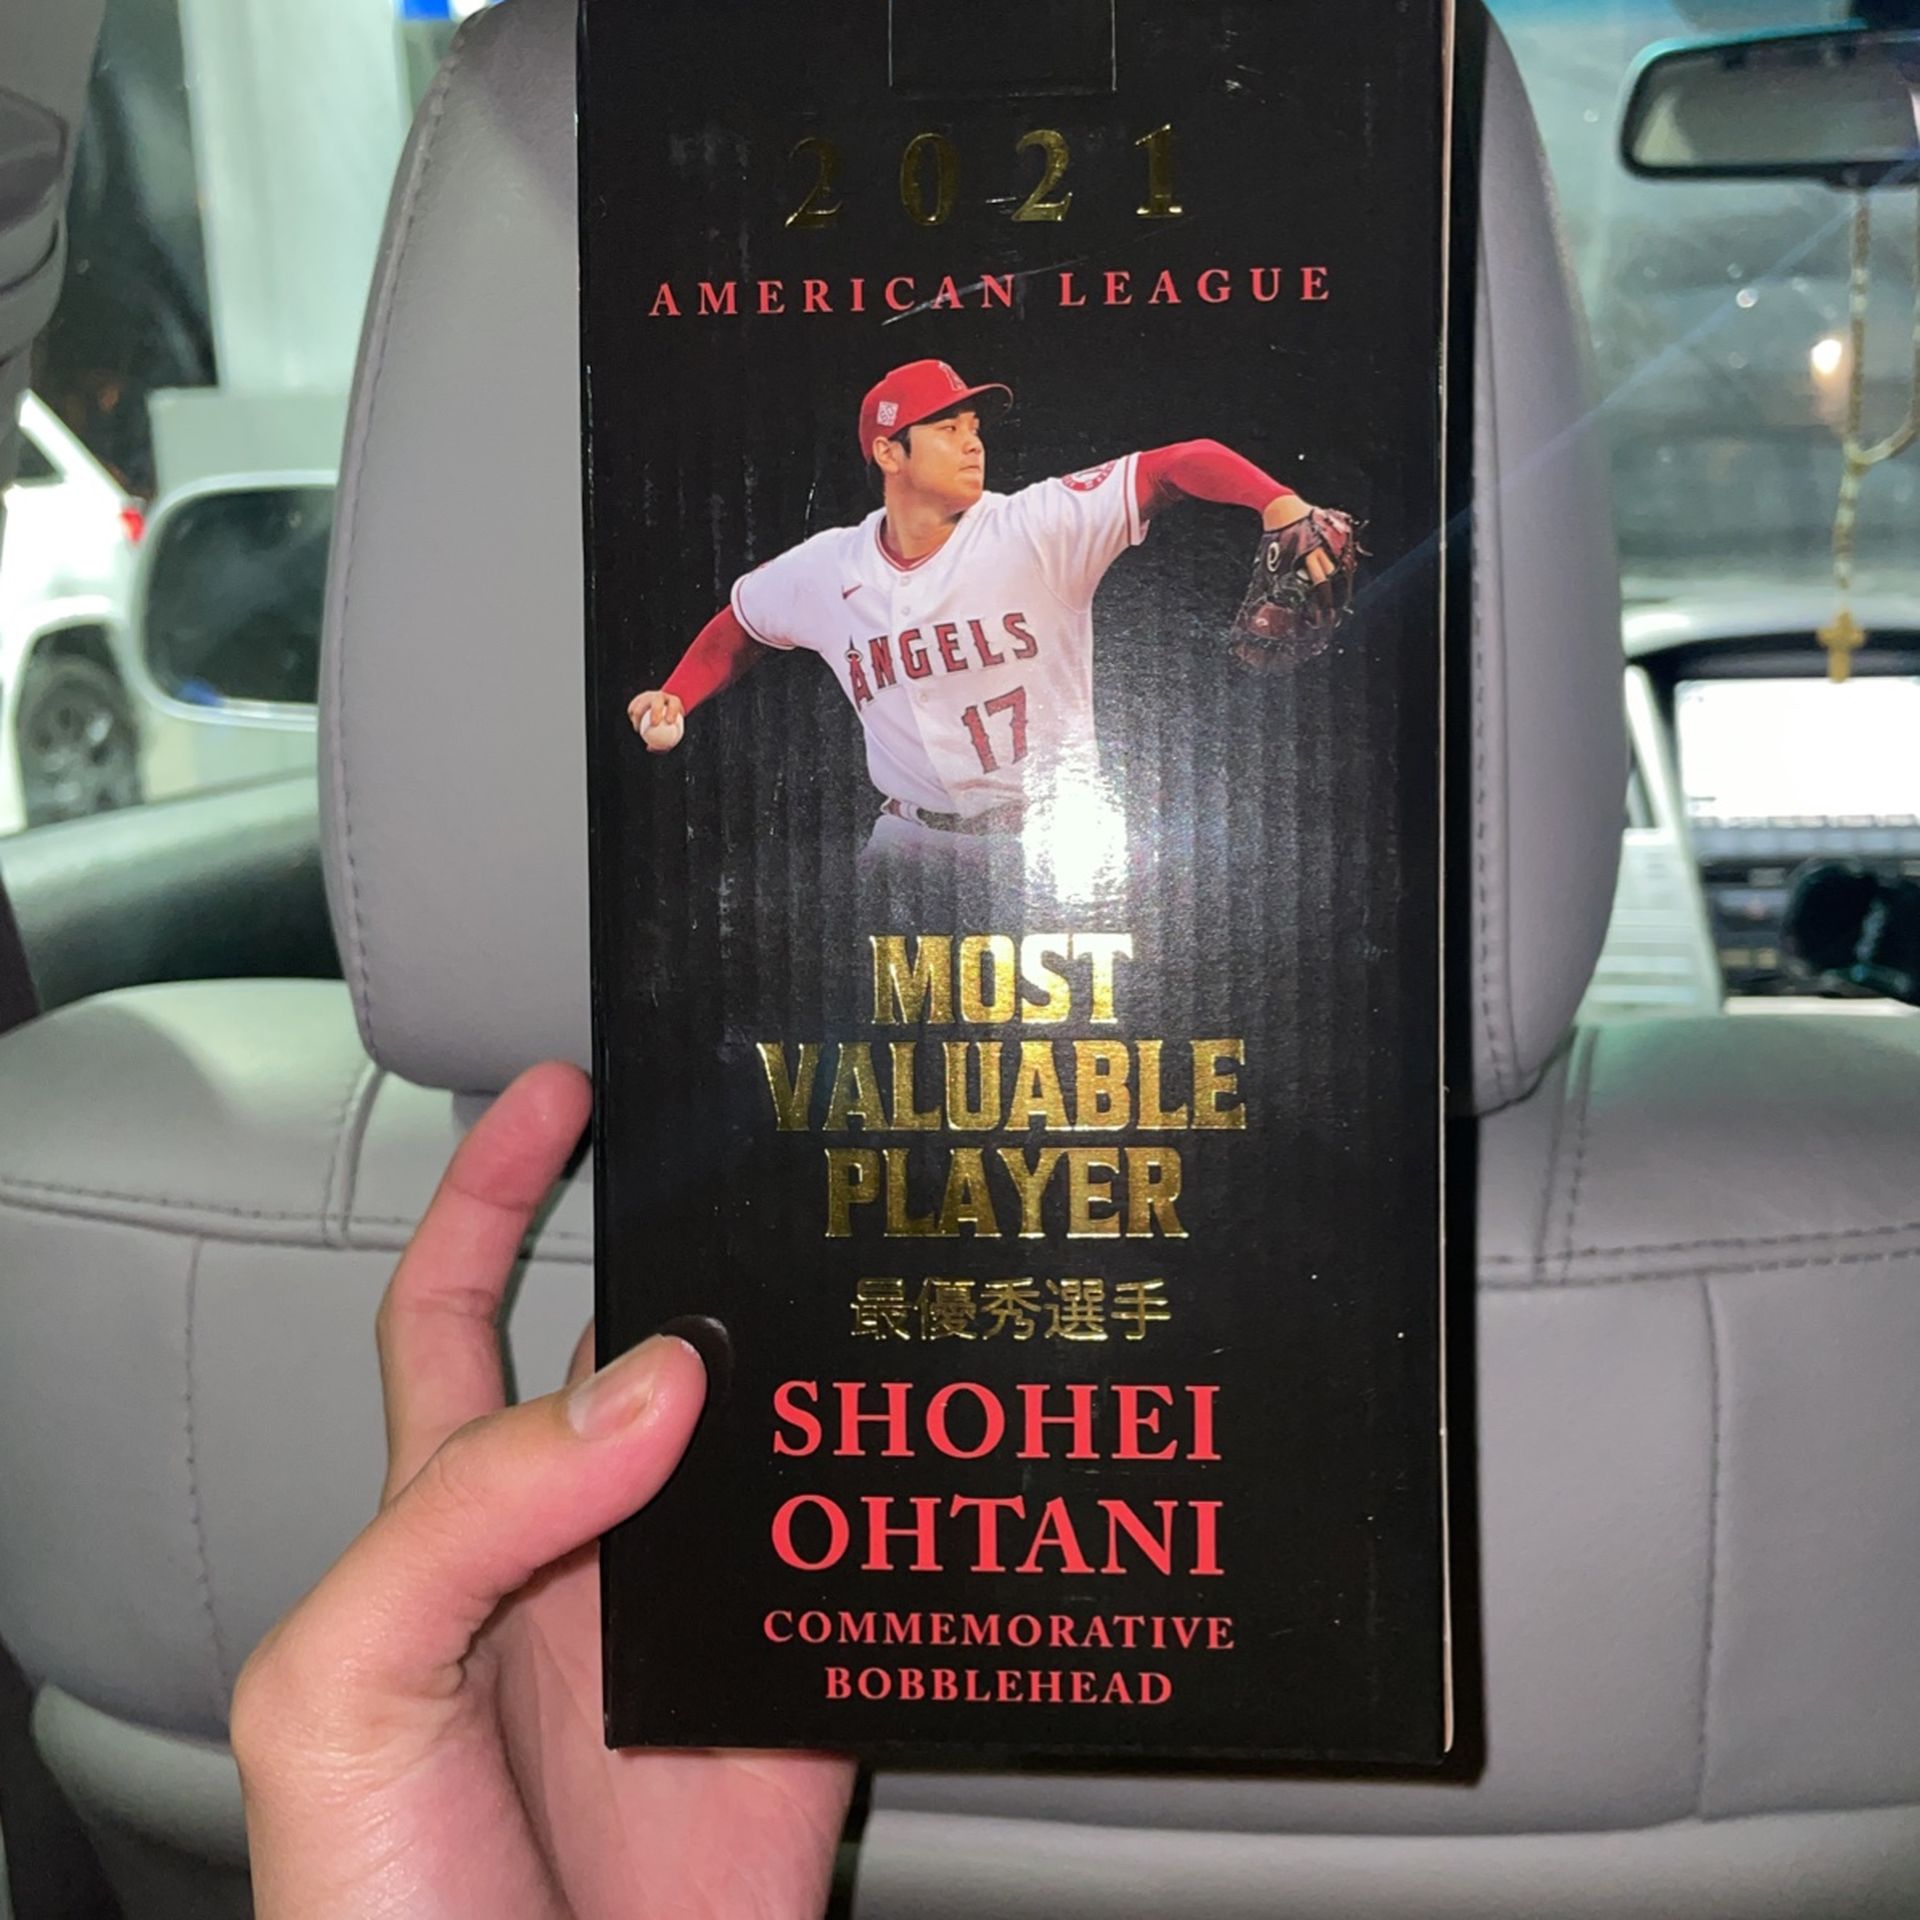 2021
AMERICAN LEAGUE
ANGELS
17
MOST
VALUABLE
PLAYER
最優秀選手
SHOHEI
OHTANI
COMMEMORATIVE
BOBBLEHEAD